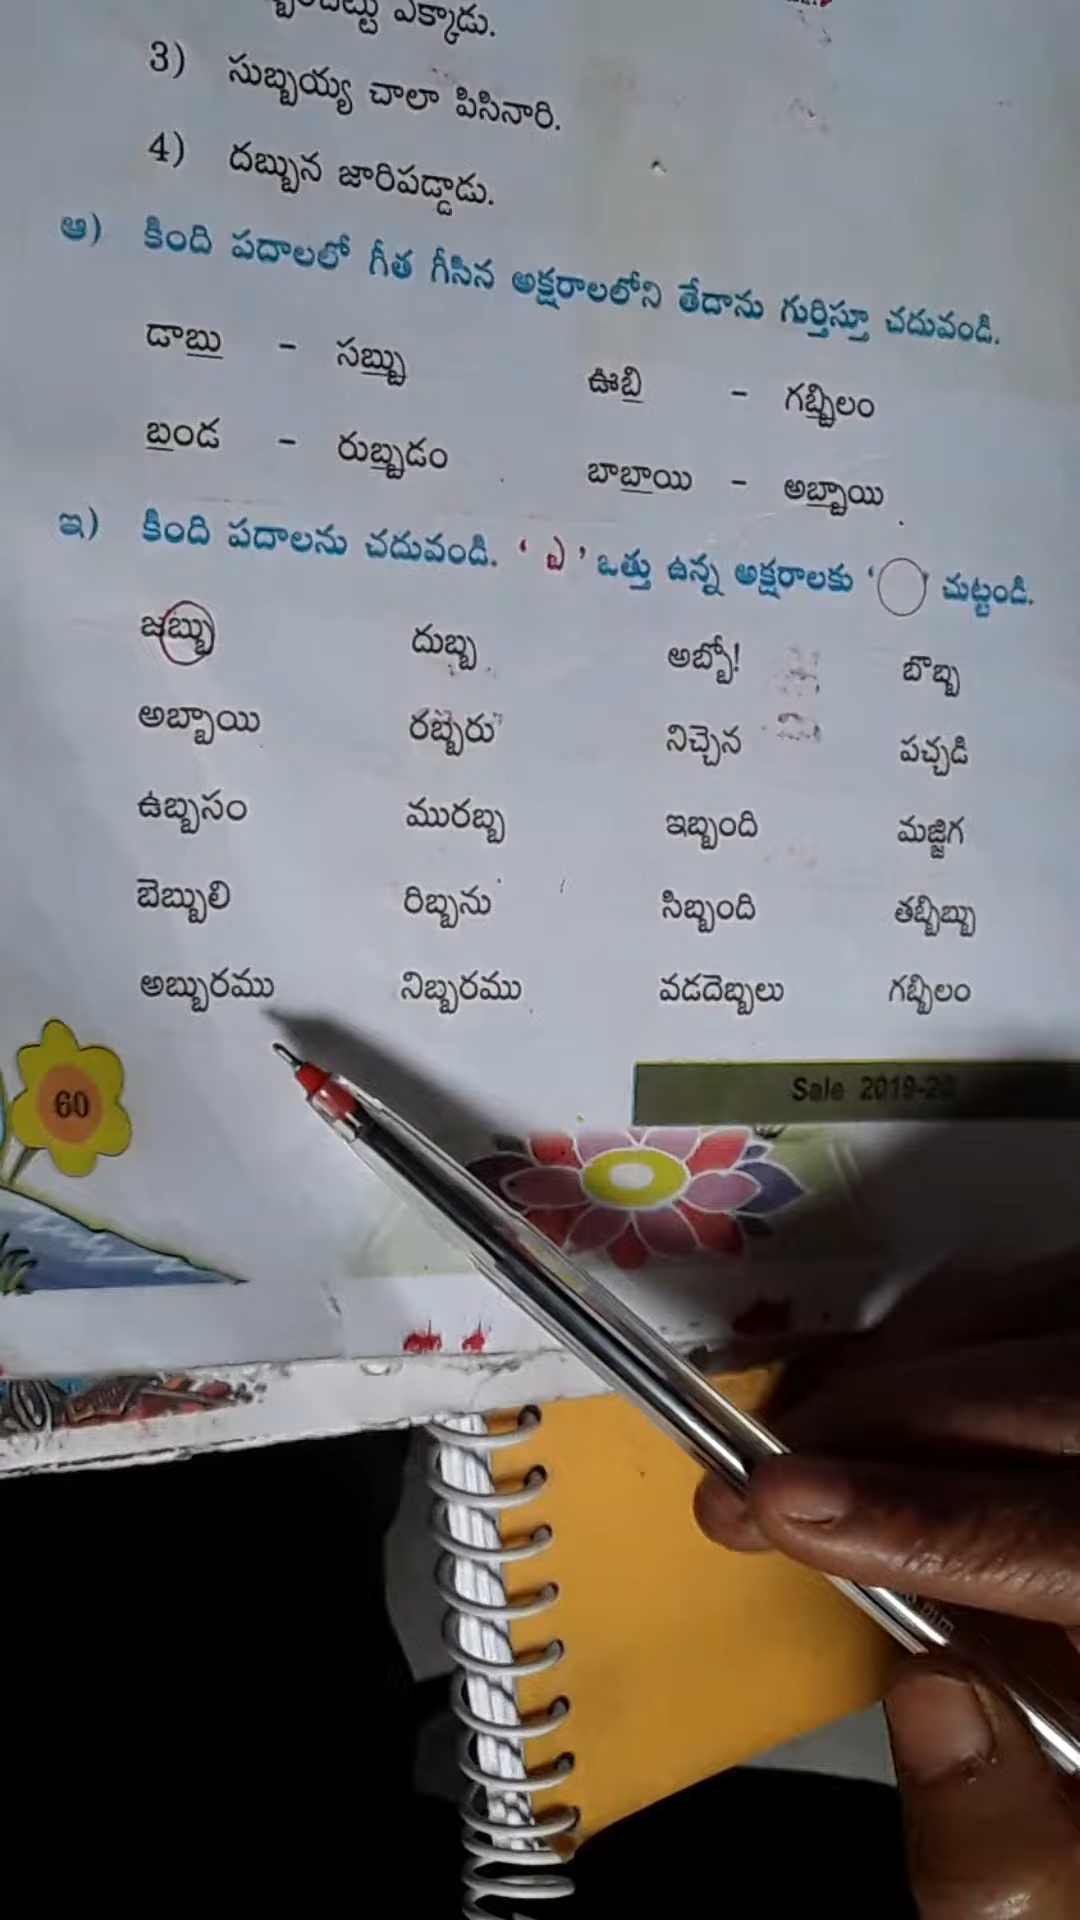 ఎక్కాడు.
3) సుబ్బయ్య చాలా పిసినారి.
4) దబ్బున జారిపడ్డాడు.
ఆ) కింది పదాలలో గీత గీసిన అక్షరాలలోని తేడాను గుర్తిస్తూ చదువండి.
డాబు - సబ్బు ఊబి - గబ్బిలం
బండ - రుబ్బడం బాబాయి - అబ్బాయి
ఇ) కింది పదాలను చదువండి. ' ్బ ' ఒత్తు ఉన్న అక్షరాలకు ' ' చుట్టండి.
జబ్బు దుబ్బ అబ్బో! బొబ్బ
అబ్బాయి రబ్బరు నిచ్చెన పచ్చడి
ఉబ్బసం మురబ్బ ఇబ్బంది మజ్జిగ
బెబ్బులి రిబ్బను సిబ్బంది తబ్బిబ్బు
అబ్బురము నిబ్బరము వడదెబ్బలు గబ్బిలం
60
Sale 2019-20